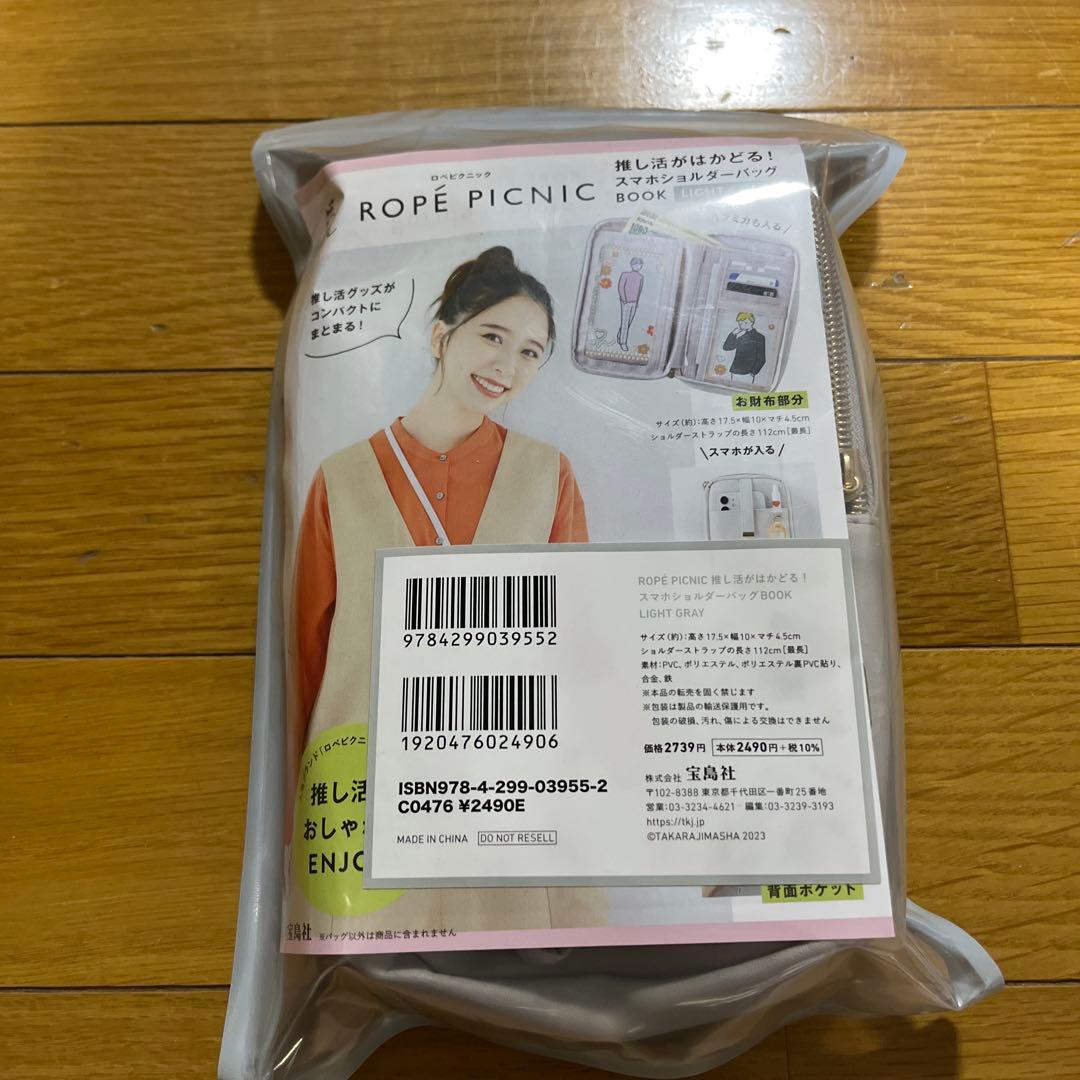 ロペピクニック
ROPÉ PICNIC
推し活がはかどる！
スマホショルダーバッグ
BOOK LIGHT
推し活グッズが
コンパクトに
まとまる！
も入る
お財布部分
サイズ(約):高さ17.5×幅10×マチ4.5cm
ショルダーストラップの長さ112cm[最長]
スマホが入る
9784299039552
1920476024906
ISBN978-4-299-03955-2
C0476 ¥2490E
MADE IN CHINA DO NOT RESELL
ROPÉ PICNIC 推し活がはかどる！
スマホショルダーバッグBOOK
LIGHT GRAY
サイズ(約):高さ17.5×幅10×マチ4.5cm
ショルダーストラップの長さ112cm[最長]
素材:PVC、ポリエステル、ポリエステル裏PVC貼り、
合金、鉄
※本品の転売を固く禁じます
※包装は製品の輸送保護用です。
包装の破損、汚れ、傷による交換はできません
価格2739円 本体2490円+税10%
株式会社 宝島社
〒102-8388 東京都千代田区一番町25番地
営業:03-3234-4621 編集:03-3239-3193
https://tkj.jp
©TAKARAJIMASHA 2023
ランド「ロペピクニ
推し活
おしゃ
ENJO
背面ポケット
宝島社 ※バッグ以外は商品に含まれません